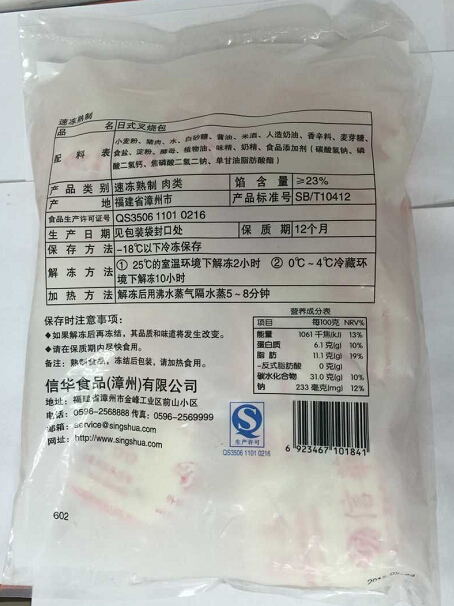 速冻熟制
品 名 日式叉烧包
配 料 表 小麦粉、猪肉、水、白砂糖、酱油、米酒、人造奶油、香辛料、麦芽糖、
食盐、淀粉、酵母、植物油、味精、奶精、食品添加剂(碳酸氢钠、磷
酸二氢钙、焦磷酸二氢二钠、单甘油脂肪酸酯)
产品类别 速冻熟制 肉类 馅含量 ≥23%
产 地 福建省漳州市 产品标准号 SB/T10412
食品生产许可证号 QS3506 1101 0216
生产日期 见包装袋封口处 保质期 12个月
保存方法 -18℃以下冷冻保存
解冻方法 ① 25℃的室温环境下解冻2小时 ② 0℃~4℃冷藏环
境下解冻10小时
加热方法 解冻后用沸水蒸气隔水蒸5~8分钟
保存时注意事项:
◆如果解冻后再冻结,其品质和味道将发生改变。
◆请在保质期内尽快食用。
备注:熟制食品,冻结后包装,请加热食用。
营养成分表
项目 每100克 NRV%
能量 1061 千焦(kJ) 13%
蛋白质 6.1 克(g) 10%
脂 肪 11.1 克(g) 19%
-反式脂肪酸 0 克(g)
碳水化合物 31.0 克(g) 10%
钠 233 毫克(mg) 12%
信华食品(漳州)有限公司
地址:福建省漳州市金峰工业区前山小区
电话:0596-2568888 传真:0596-2569999
邮箱:service@singshua.com
网址:http://www.singshua.com
QS
生产许可
QS3506 1101 0216
6 923467 101841
602